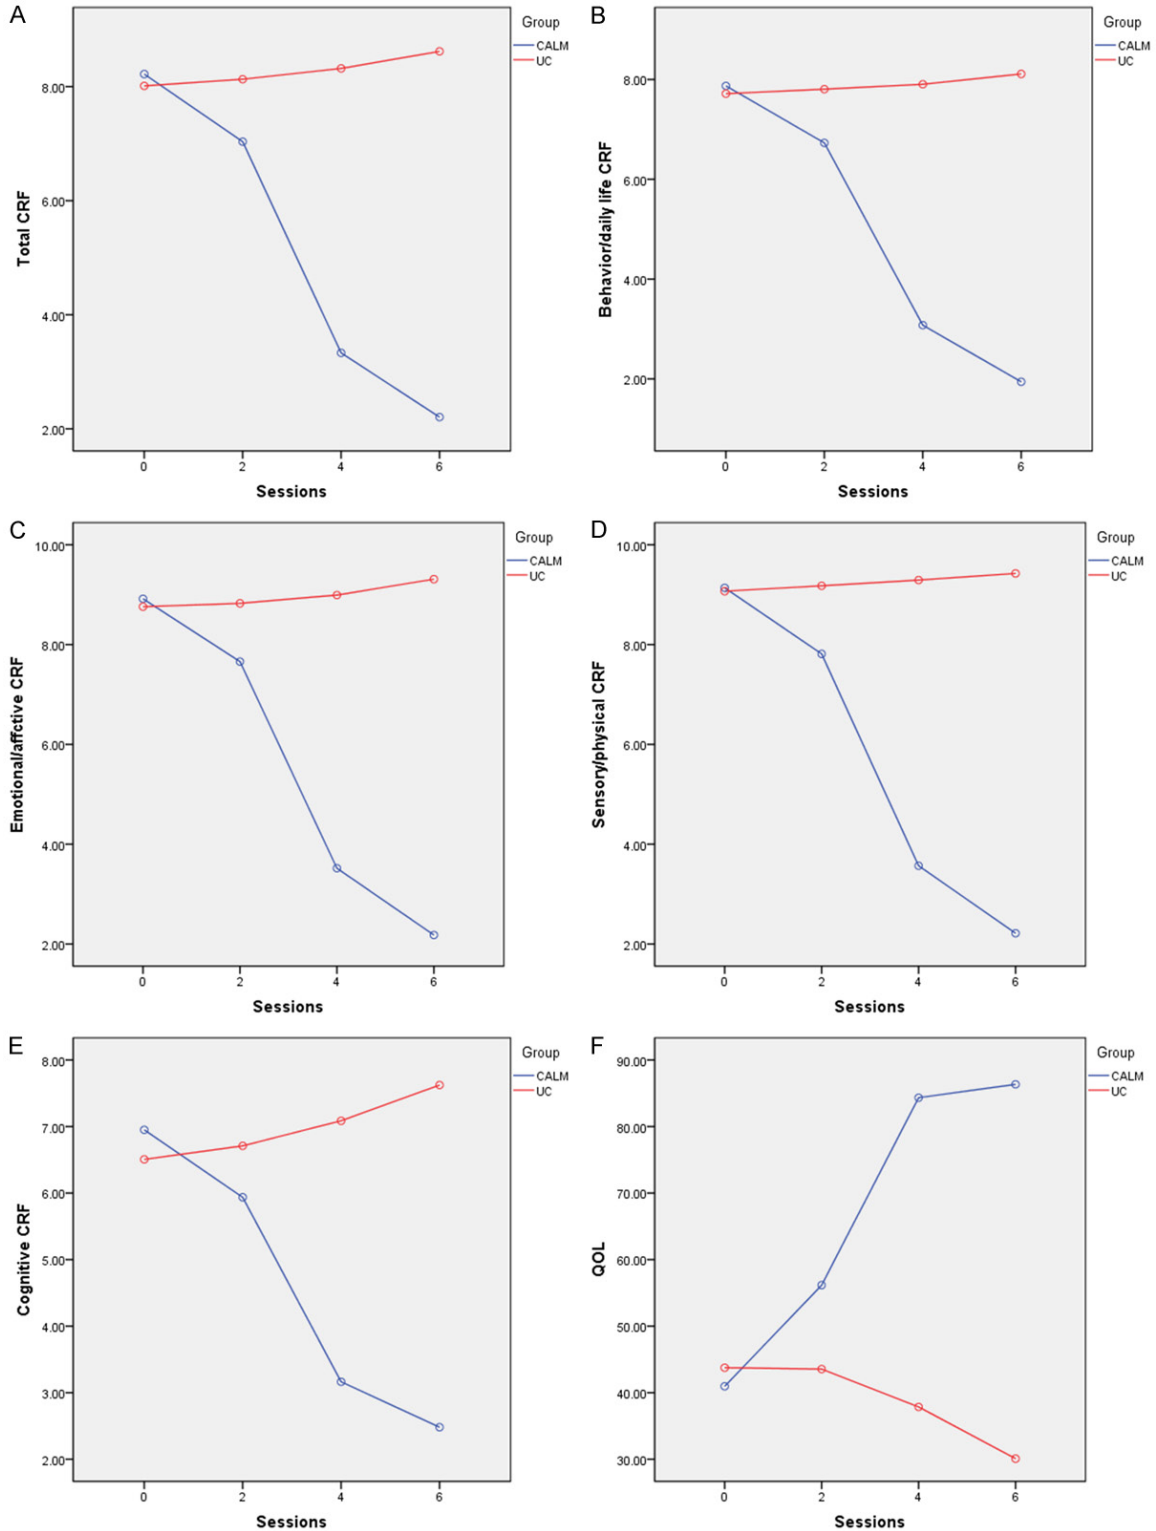 A
Group
CALM
UC
8.00
6.00
4.00
2.00
Total CRF
0 2 4 6
Sessions
B
Group
CALM
UC
8.00
6.00
4.00
2.00
Behavior/daily life CRF
0 2 4 6
Sessions
C
Group
CALM
UC
10.00
8.00
6.00
4.00
2.00
Emotional/affctive CRF
0 2 4 6
Sessions
D
Group
CALM
UC
10.00
8.00
6.00
4.00
2.00
Sensory/physical CRF
0 2 4 6
Sessions
E
Group
CALM
UC
8.00
7.00
6.00
5.00
4.00
3.00
2.00
Cognitive CRF
0 2 4 6
Sessions
F
Group
CALM
UC
90.00
80.00
70.00
60.00
50.00
40.00
30.00
QOL
0 2 4 6
Sessions